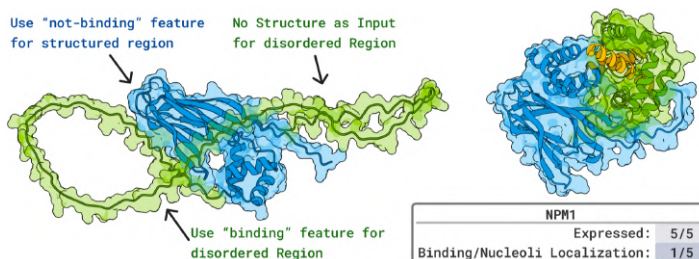 Use "not-binding" feature
for structured region
No Structure as Input
for disordered Region
Use "binding" feature for
disordered Region
NPM1
Expressed: 5/5
Binding/Nucleoli Localization: 1/5